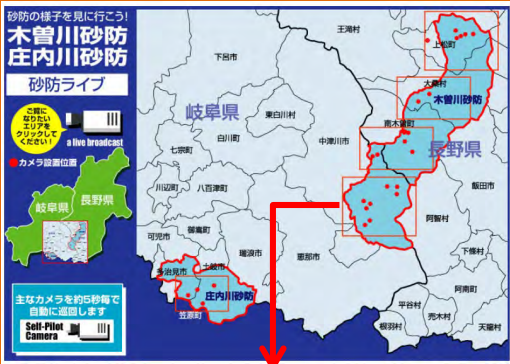 砂防の様子を見に行こう!
木曽川砂防
庄内川砂防
砂防ライブ
ご覧に
なりたい
エリアを
クリックして
ください!
a live broadcast
●カメラ設置位置
岐阜県
長野県
主なカメラを約5秒毎で
自動に巡回します
Self-Pilot
Camera
王滝村
上松町
下呂市
大桑村
木曽川砂防
岐阜県
東白川村
南木曽町
白川町
中津川市
長野県
七宗町
川辺町
八百津町
飯田市
阿智村
御嵩町
可児市
瑞浪市
恵那市
下條村
多治見市
土岐市
庄内川砂防
阿南町
平谷村
売木村
笠原町
根羽村
天龍村